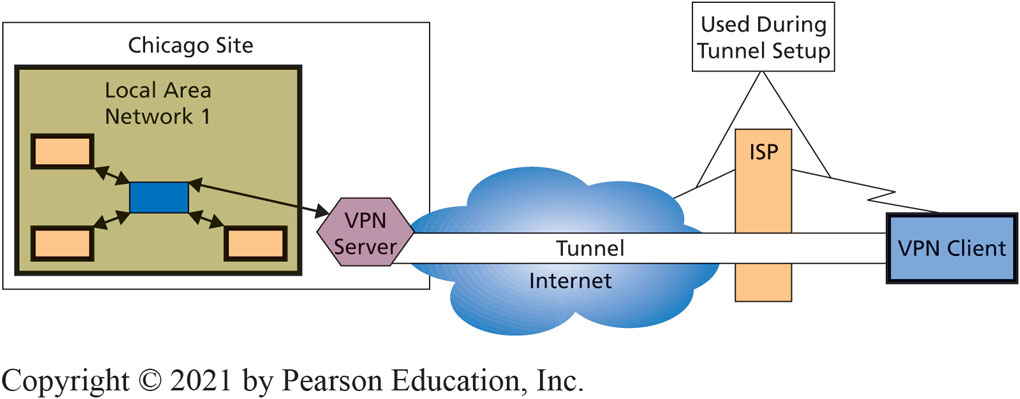 Chicago Site
Local Area
Network 1
VPN
Server
Tunnel
Internet
Used During
Tunnel Setup
ISP
VPN Client
Copyright © 2021 by Pearson Education, Inc.